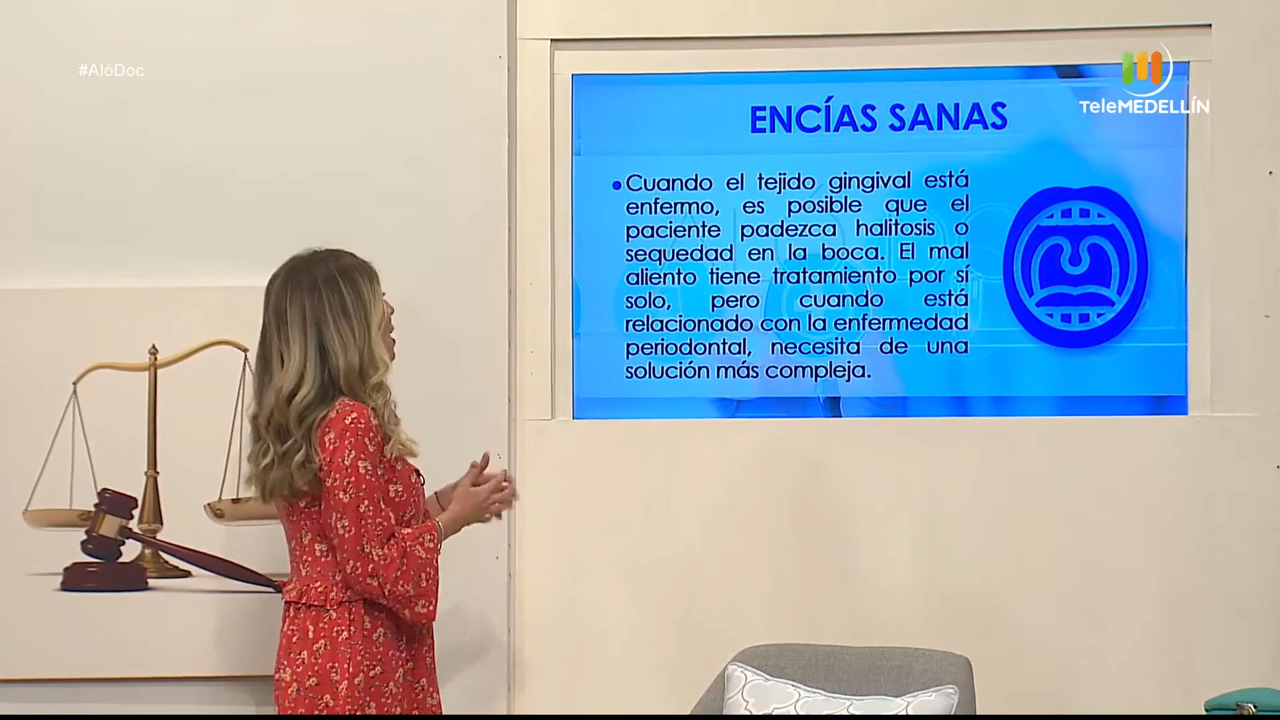 #AlóDoc
TeleMEDELLÍN
ENCÍAS SANAS
• Cuando el tejido gingival está
enfermo, es posible que el
paciente padezca halitosis o
sequedad en la boca. El mal
aliento tiene tratamiento por sí
solo, pero cuando está
relacionado con la enfermedad
periodontal, necesita de una
solución más compleja.